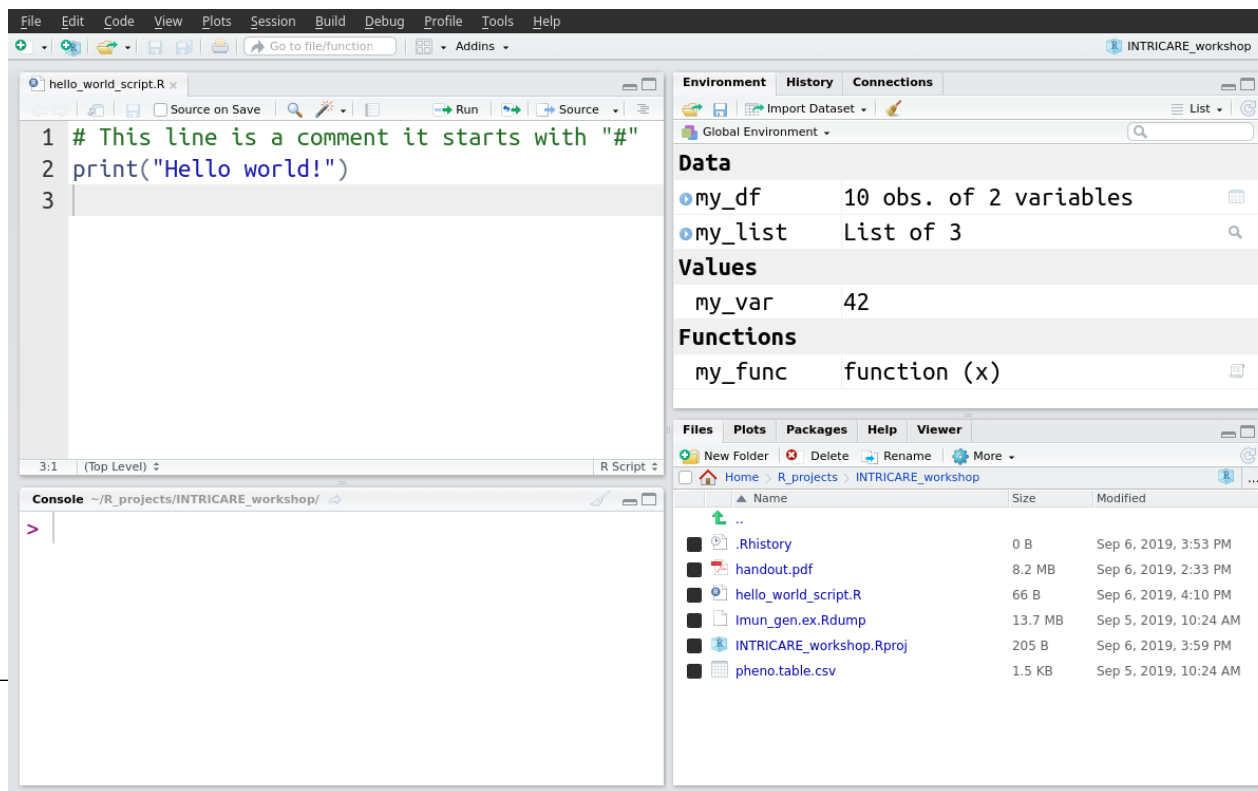 File Edit Code View Plots Session Build Debug Profile Tools Help
Go to file/function Addins INTRICARE_workshop
hello_world_script.R
Source on Save Run Source
1 # This line is a comment it starts with "#"
2 print("Hello world!")
3
3:1 (Top Level) R Script
Console ~/R_projects/INTRICARE_workshop/
>
Environment History Connections
Import Dataset List
Global Environment
Data
my_df 10 obs. of 2 variables
my_list List of 3
Values
my_var 42
Functions
my_func function (x)
Files Plots Packages Help Viewer
New Folder Delete Rename More
Home R_projects INTRICARE_workshop ...
Name Size Modified
..
.Rhistory 0 B Sep 6, 2019, 3:53 PM
handout.pdf 8.2 MB Sep 6, 2019, 2:33 PM
hello_world_script.R 66 B Sep 6, 2019, 4:10 PM
Imun_gen.ex.Rdump 13.7 MB Sep 5, 2019, 10:24 AM
INTRICARE_workshop.Rproj 205 B Sep 6, 2019, 3:59 PM
pheno.table.csv 1.5 KB Sep 5, 2019, 10:24 AM